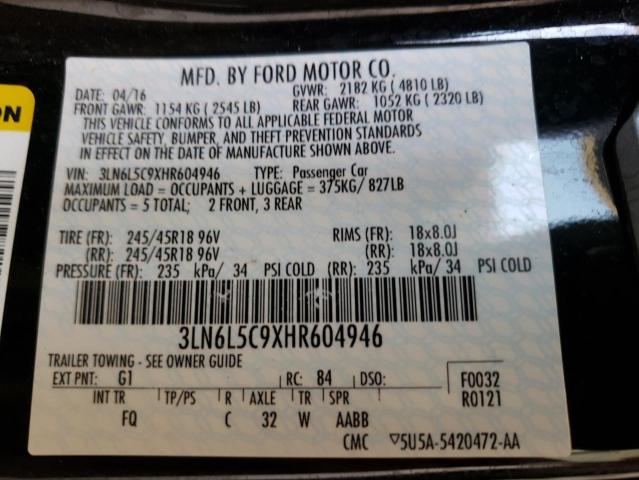 ON
MFD. BY FORD MOTOR CO.
DATE: 04/16 GVWR: 2182 KG ( 4810 LB)
FRONT GAWR: 1154 KG ( 2545 LB) REAR GAWR: 1052 KG ( 2320 LB)
THIS VEHICLE CONFORMS TO ALL APPLICABLE FEDERAL MOTOR
VEHICLE SAFETY, BUMPER, AND THEFT PREVENTION STANDARDS
IN EFFECT ON THE DATE OF MANUFACTURE SHOWN ABOVE.
VIN: 3LN6L5C9XHR604946 TYPE: Passenger Car
MAXIMUM LOAD = OCCUPANTS + LUGGAGE = 375KG/ 827LB
OCCUPANTS = 5 TOTAL; 2 FRONT, 3 REAR
TIRE (FR): 245/45R18 96V RIMS (FR): 18x8.0J
(RR): 245/45R18 96V (RR): 18x8.0J
PRESSURE (FR): 235 kPa/ 34 PSI COLD (RR): 235 kPa/ 34 PSI COLD
3LN6L5C9XHR604946
TRAILER TOWING - SEE OWNER GUIDE
EXT PNT: G1 RC: 84 DSO: F0032
R0121
INT TR TP/PS R AXLE TR SPR
FQ C 32 W AABB
CMC ▽5U5A-5420472-AA